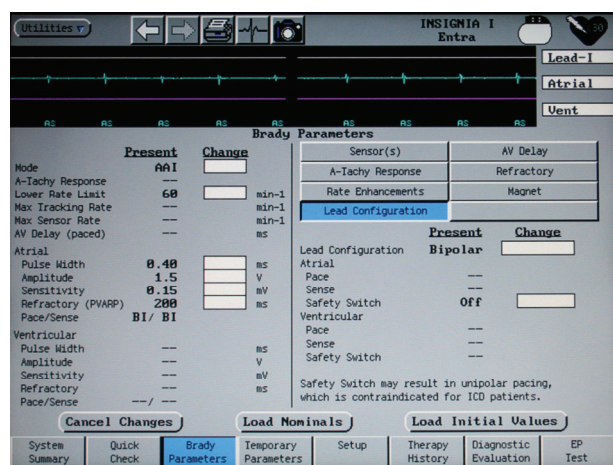 Utilities
INSIGNIA I
Entra
Lead-I
Atrial
Vent
AS AS AS AS AS AS AS AS AS
Brady Parameters
Present Change
Mode AAI
A-Tachy Response --
Lower Rate Limit 60 min-1
Max Tracking Rate -- min-1
Max Sensor Rate -- min-1
AV Delay (paced) -- ms
Atrial
Pulse Width 0.40 ms
Amplitude 1.5 V
Sensitivity 0.15 mV
Refractory (PVARP) 200 ms
Pace/Sense BI/ BI
Ventricular
Pulse Width -- ms
Amplitude -- V
Sensitivity -- mV
Refractory -- ms
Pace/Sense --/ --
Sensor(s) AV Delay
A-Tachy Response Refractory
Rate Enhancements Magnet
Lead Configuration
Present Change
Lead Configuration Bipolar
Atrial
Pace --
Sense --
Safety Switch Off
Ventricular
Pace --
Sense --
Safety Switch --
Safety Switch may result in unipolar pacing,
which is contraindicated for ICD patients.
Cancel Changes Load Nominals Load Initial Values
System Summary
Quick Check
Brady Parameters
Temporary Parameters
Setup
Therapy History
Diagnostic Evaluation
EP Test